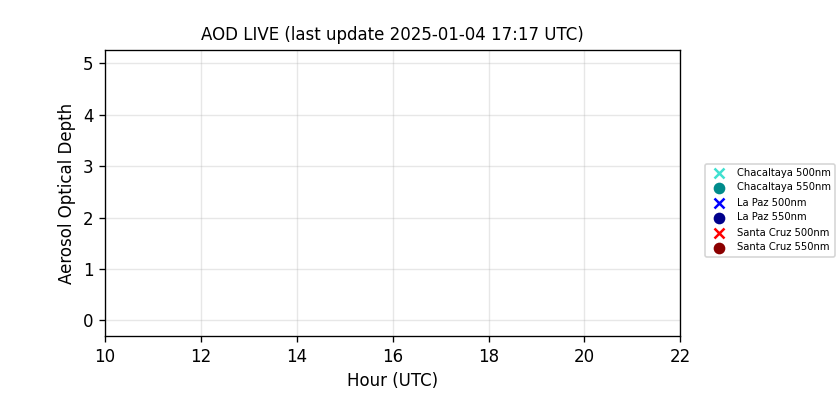 AOD LIVE (last update 2025-01-04 17:17 UTC)
5
4
3
2
1
0
Aerosol Optical Depth
10 12 14 16 18 20 22
Hour (UTC)
Chacaltaya 500nm
Chacaltaya 550nm
La Paz 500nm
La Paz 550nm
Santa Cruz 500nm
Santa Cruz 550nm